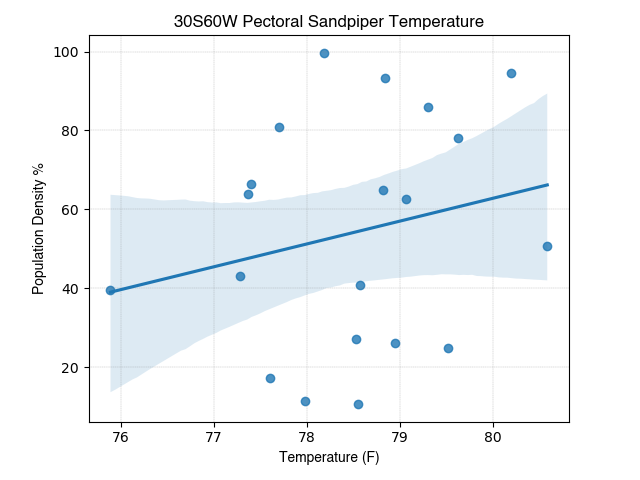 30S60W Pectoral Sandpiper Temperature
100
80
60
40
20
Population Density %
76 77 78 79 80
Temperature (F)